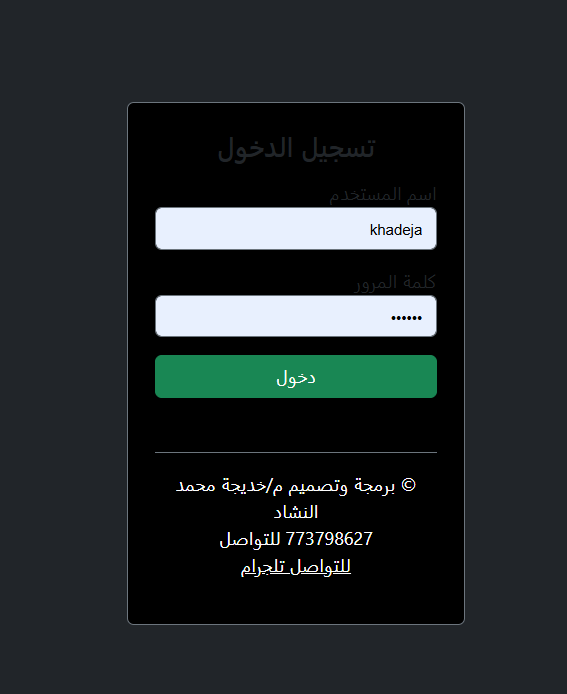 تسجيل الدخول
اسم المستخدم
khadeja
كلمة المرور
••••••
دخول
© برمجة وتصميم م/خديجة محمد
النشاد
773798627 للتواصل
للتواصل تلجرام